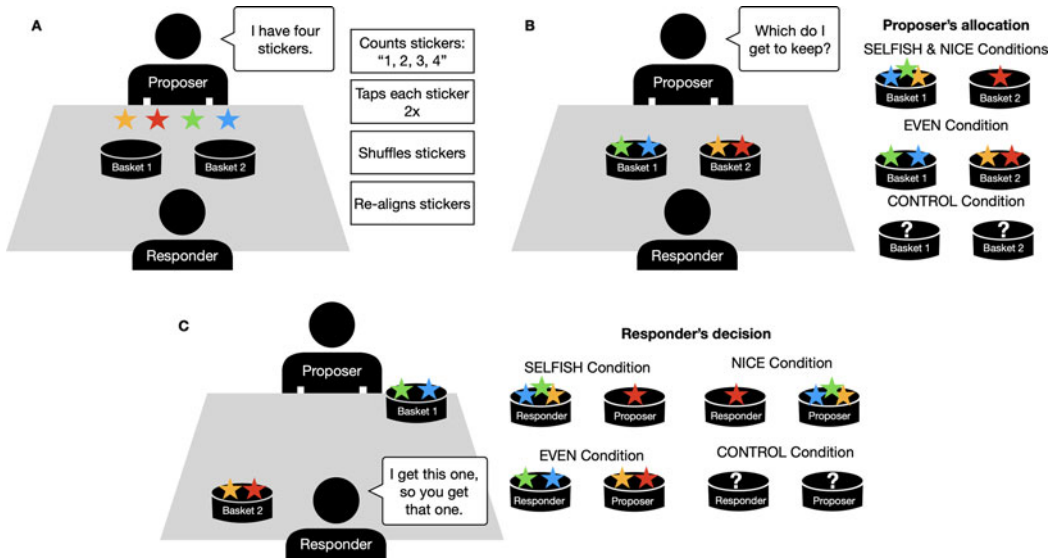 A
I have four
stickers.
Proposer
Basket 1
Basket 2
Responder
Counts stickers:
“1, 2, 3, 4”
Taps each sticker
2x
Shuffles stickers
Re-aligns stickers
B
Which do I
get to keep?
Proposer
Basket 1
Basket 2
Responder
Proposer's allocation
SELFISH & NICE Conditions
Basket 1
Basket 2
EVEN Condition
Basket 1
Basket 2
CONTROL Condition
?
?
Basket 1
Basket 2
C
Proposer
Basket 1
Basket 2
I get this one,
so you get
that one.
Responder
Responder's decision
SELFISH Condition
Responder
Proposer
NICE Condition
Responder
Proposer
EVEN Condition
Responder
Proposer
CONTROL Condition
?
?
Responder
Proposer